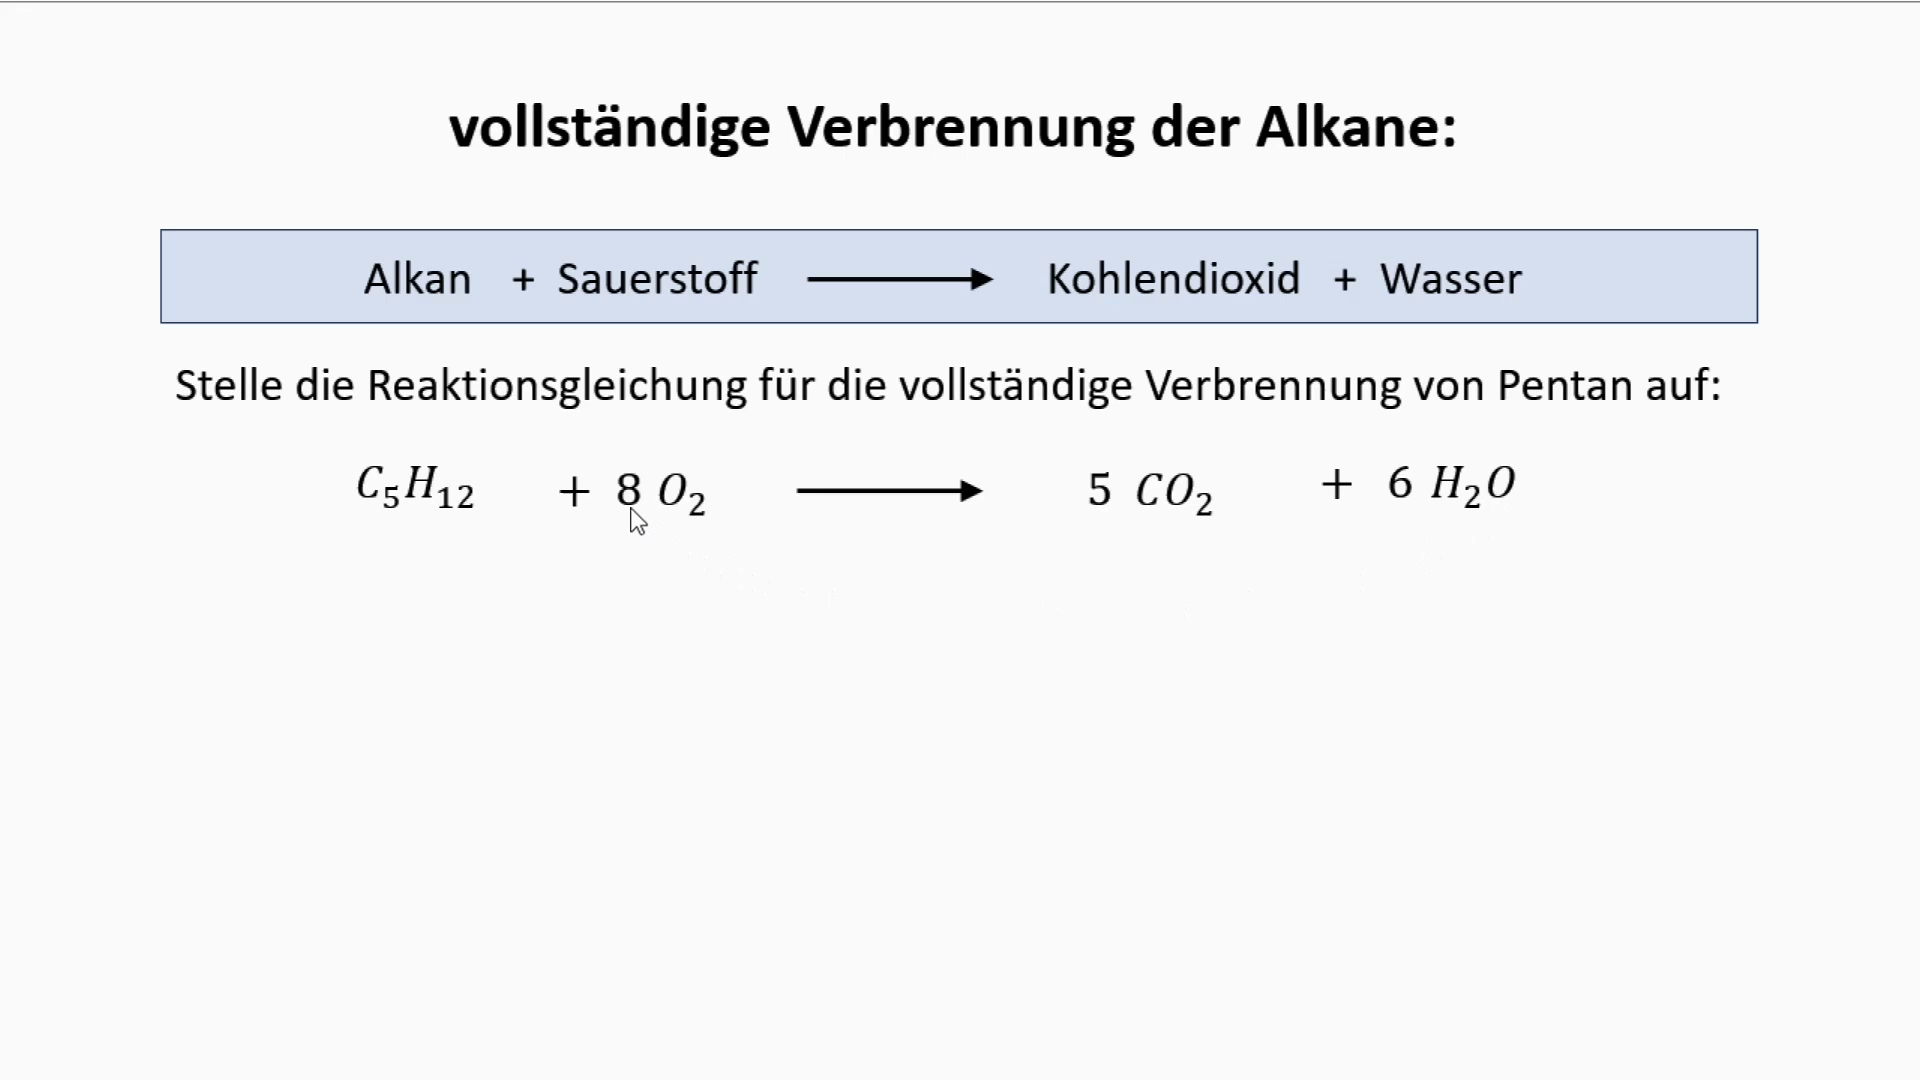 vollständige Verbrennung der Alkane:
Alkan + Sauerstoff ⟶ Kohlendioxid + Wasser
Stelle die Reaktionsgleichung für die vollständige Verbrennung von Pentan auf:
C₅H₁₂ + 8 O₂ ⟶ 5 CO₂ + 6 H₂O